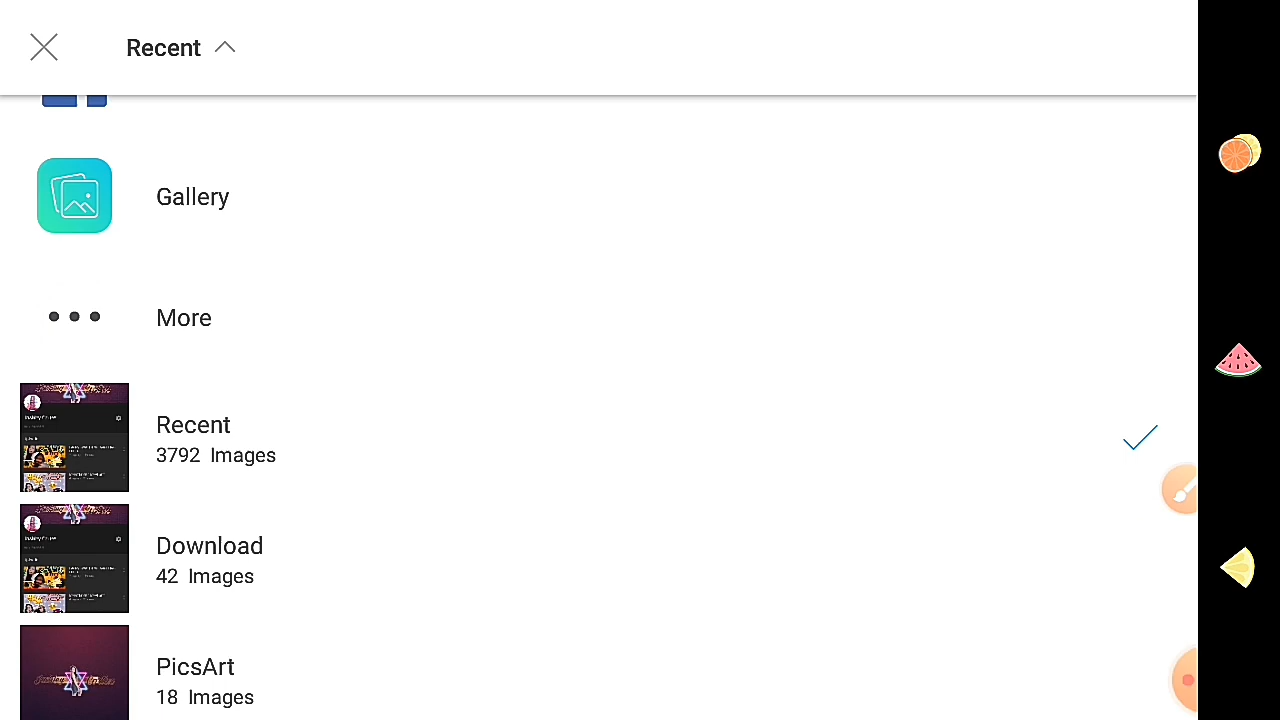 Recent
Gallery
More
Recent
3792 Images
Download
42 Images
PicsArt
18 Images